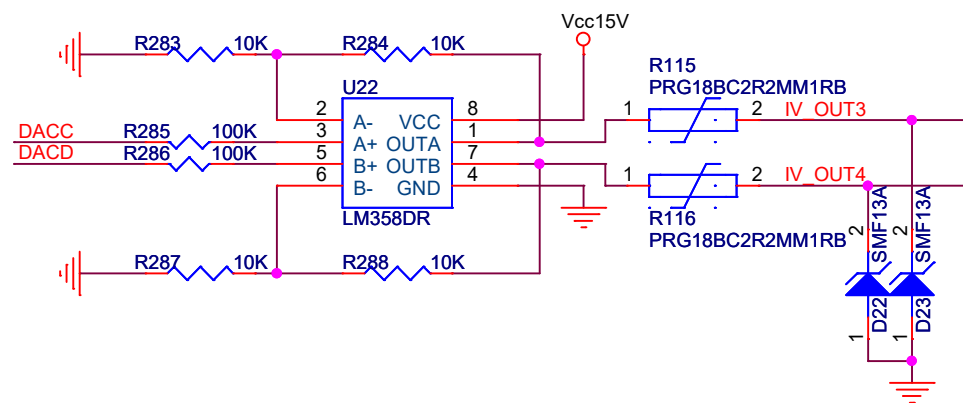 Vcc15V
R283 10K R284 10K
R115
PRG18BC2R2MM1RB
U22
2 A- VCC 8
1 2 IV_OUT3
DACC R285 100K 3 A+ OUTA 1
DACD R286 100K 5 B+ OUTB 7
6 B- GND 4
1 2 IV_OUT4
LM358DR
R116
PRG18BC2R2MM1RB
R287 10K R288 10K
2 SMF13A 2 SMF13A
1 D22 1 D23